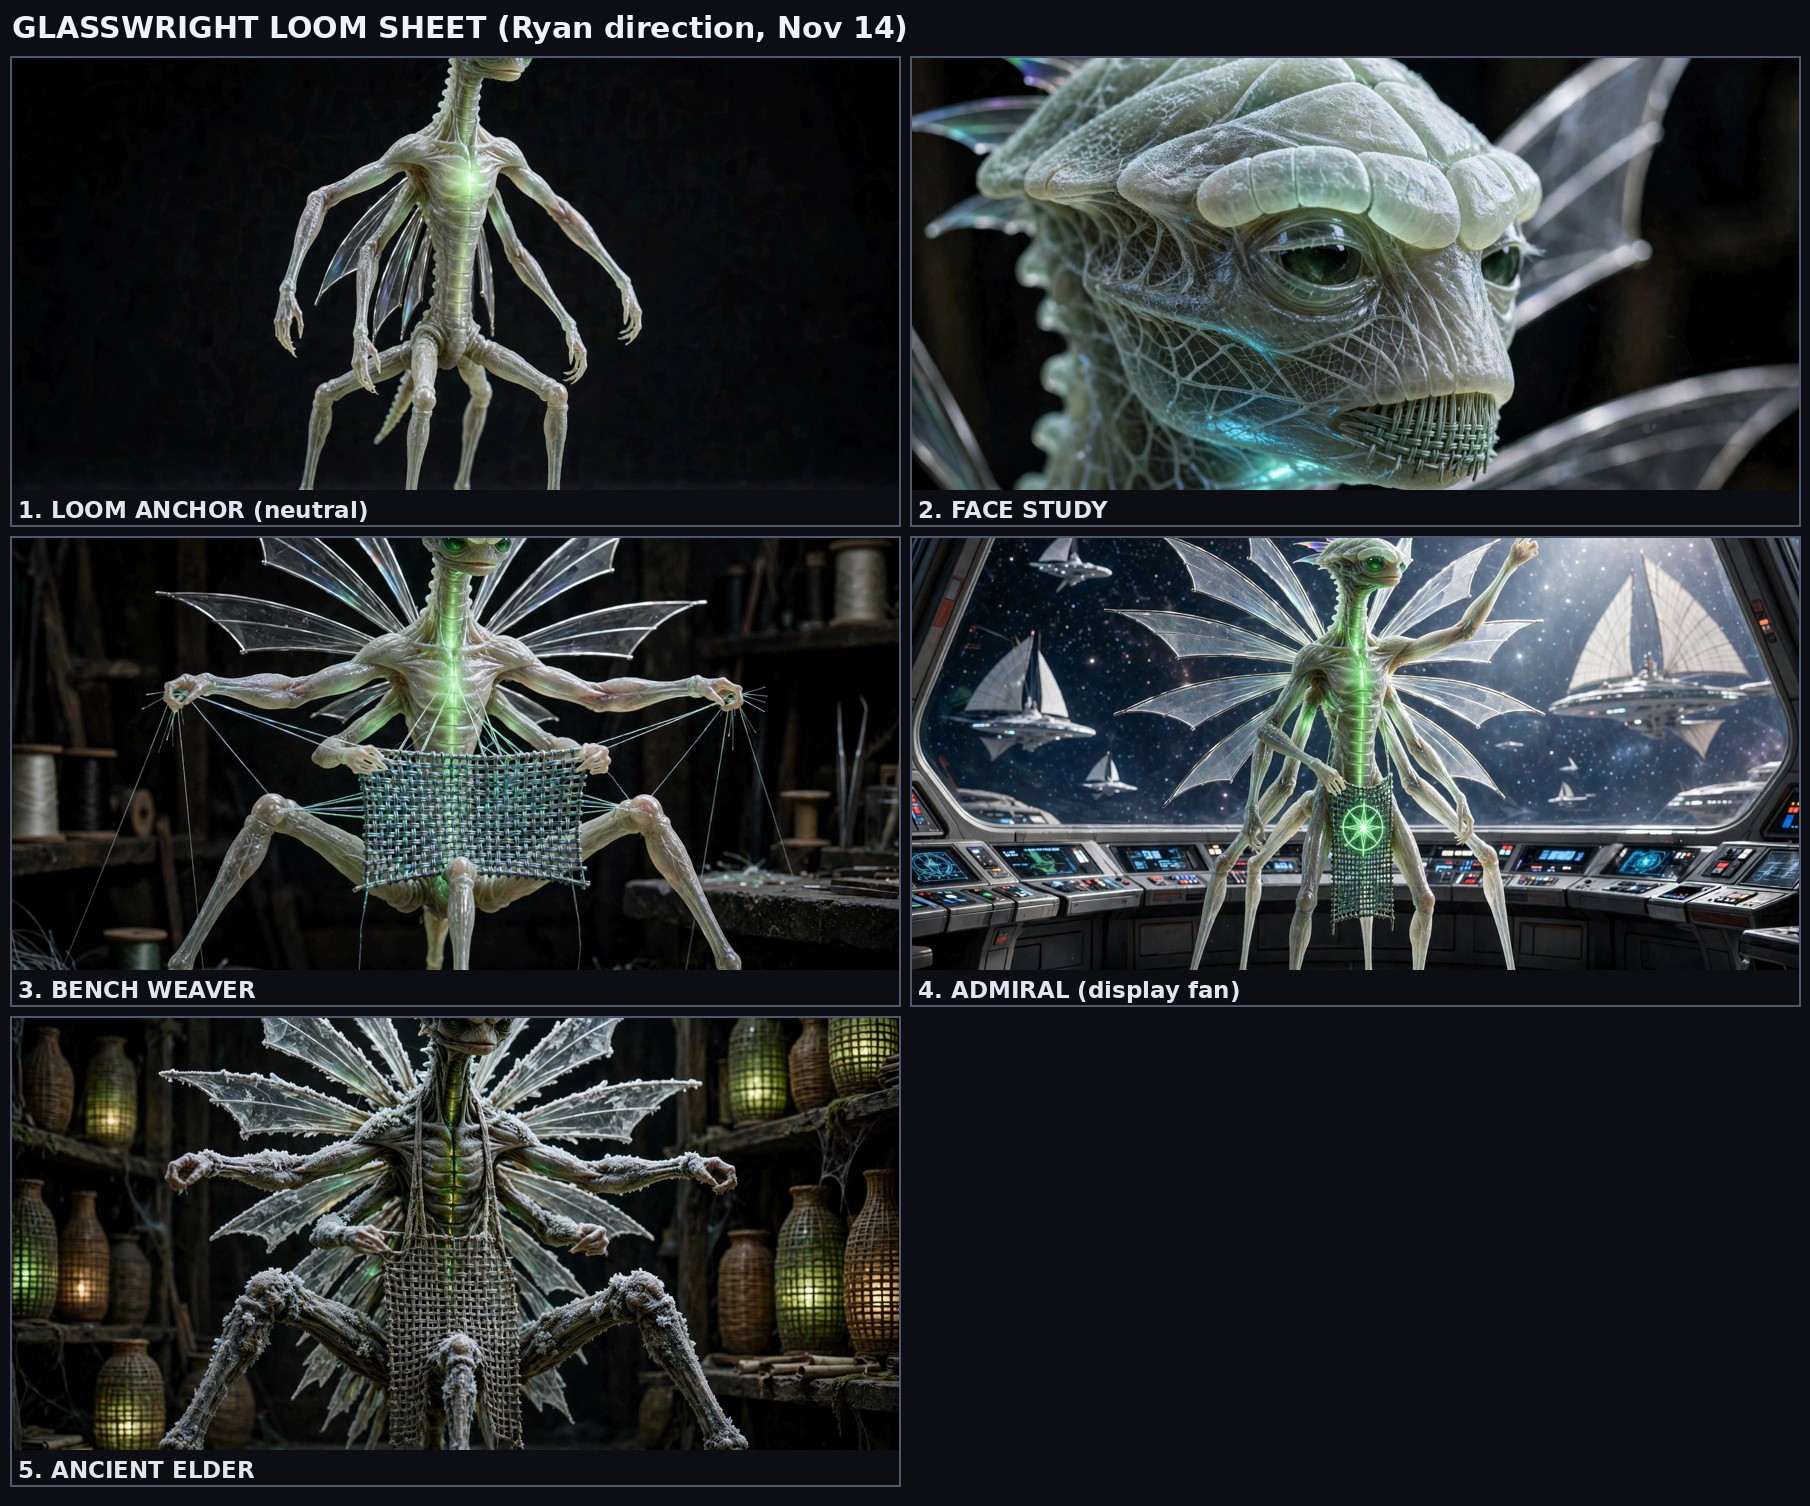 GLASSWRIGHT LOOM SHEET (Ryan direction, Nov 14)
1. LOOM ANCHOR (neutral)
2. FACE STUDY
3. BENCH WEAVER
4. ADMIRAL (display fan)
5. ANCIENT ELDER